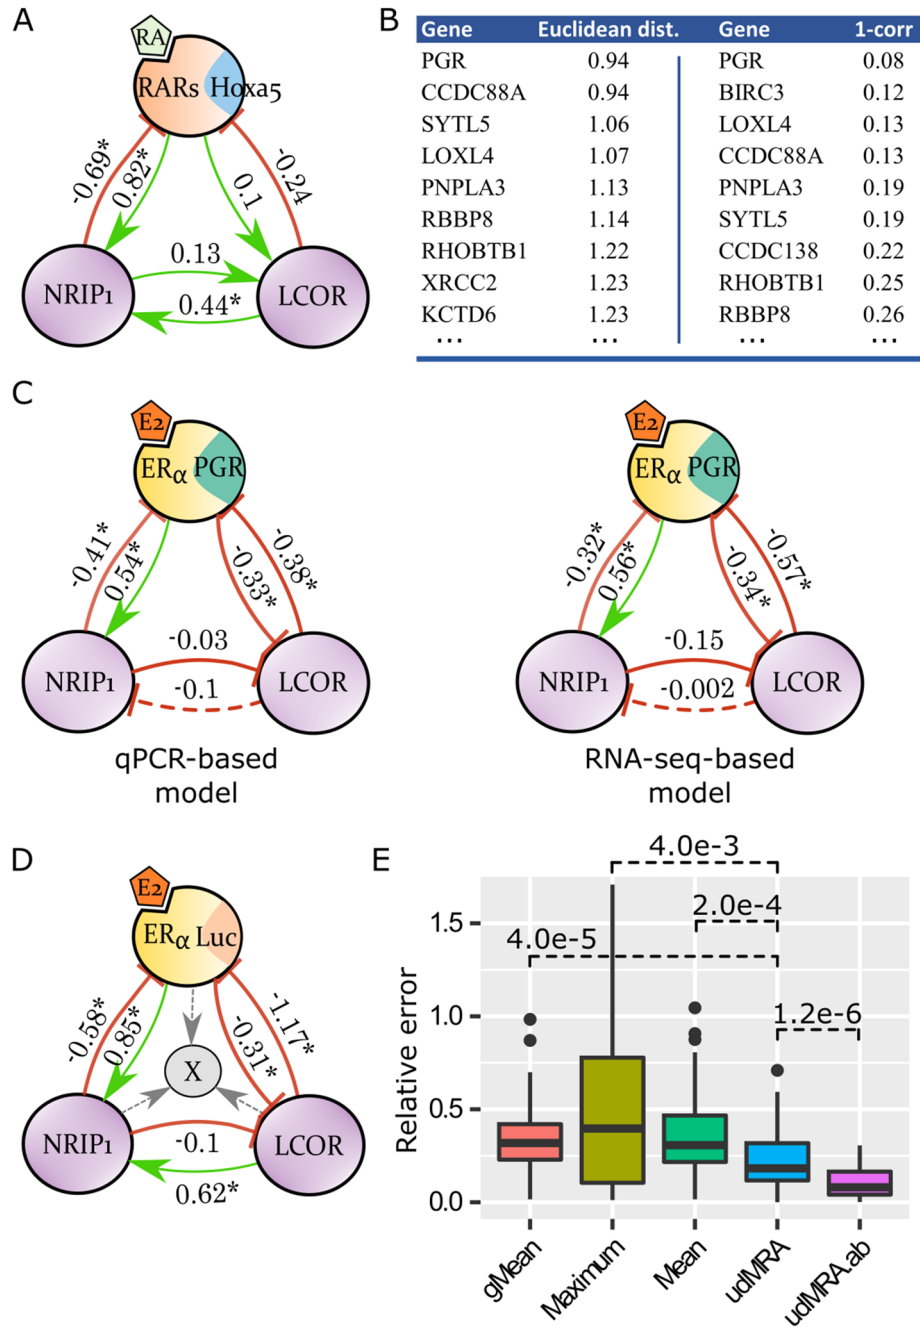 A
RA
RARs Hoxa5
-0.69*
0.82*
0.1
-0.24
NRIP1
0.13
0.44*
LCOR
B
Gene Euclidean dist. Gene 1-corr
PGR 0.94 PGR 0.08
CCDC88A 0.94 BIRC3 0.12
SYTL5 1.06 LOXL4 0.13
LOXL4 1.07 CCDC88A 0.13
PNPLA3 1.13 PNPLA3 0.19
RBBP8 1.14 SYTL5 0.19
RHOBTB1 1.22 CCDC138 0.22
XRCC2 1.23 RHOBTB1 0.25
KCTD6 1.23 RBBP8 0.26
... ... ... ...
C
E2
ERα PGR
-0.41*
0.54*
-0.33*
-0.38*
NRIP1
-0.03
-0.1
LCOR
qPCR-based
model
E2
ERα PGR
-0.32*
0.56*
-0.34*
-0.57*
NRIP1
-0.15
-0.002
LCOR
RNA-seq-based
model
D
E2
ERα Luc
-0.58*
0.85*
-0.31*
-1.17*
X
NRIP1
-0.1
0.62*
LCOR
E
4.0e-3
2.0e-4
4.0e-5
1.2e-6
Relative error
1.5
1.0
0.5
0.0
gMean
Maximum
Mean
udMRA
udMRA.ab